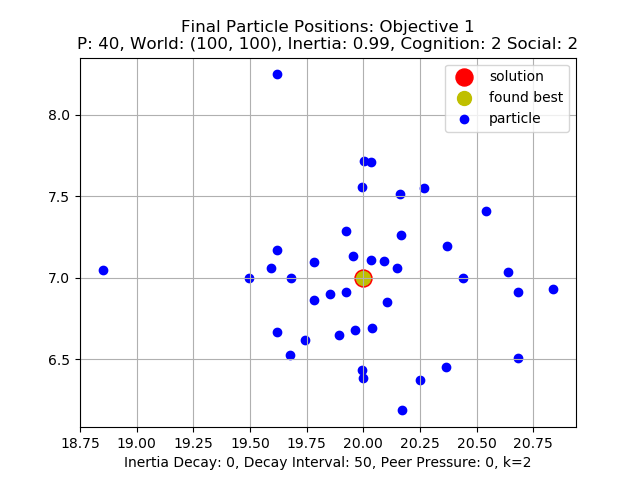 Final Particle Positions: Objective 1
P: 40, World: (100, 100), Inertia: 0.99, Cognition: 2 Social: 2
solution
found best
particle
8.0
7.5
7.0
6.5
18.75 19.00 19.25 19.50 19.75 20.00 20.25 20.50 20.75
Inertia Decay: 0, Decay Interval: 50, Peer Pressure: 0, k=2